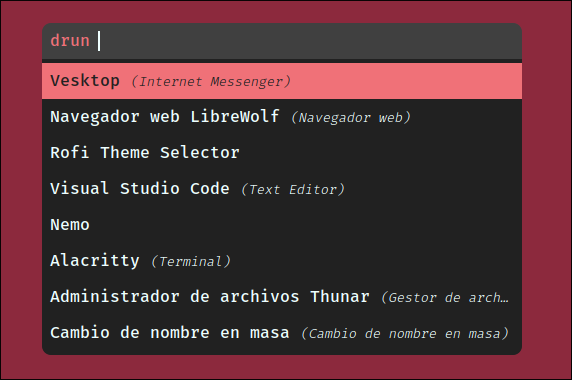 drun
Vesktop (Internet Messenger)
Navegador web LibreWolf (Navegador web)
Rofi Theme Selector
Visual Studio Code (Text Editor)
Nemo
Alacritty (Terminal)
Administrador de archivos Thunar (Gestor de arch…
Cambio de nombre en masa (Cambio de nombre en masa)